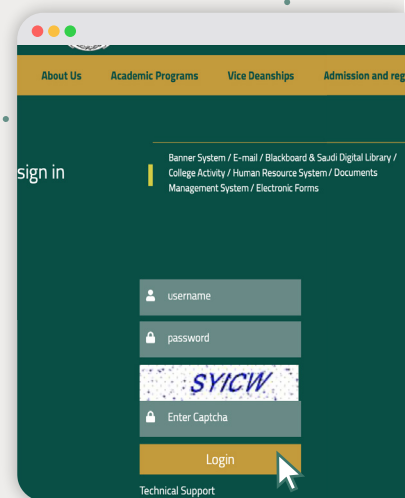 About Us Academic Programs Vice Deanships Admission and reg
sign in
Banner System / E-mail / Blackboard & Saudi Digital Library /
College Activity / Human Resource System / Documents
Management System / Electronic Forms
username
password
SYICW
Enter Captcha
Login
Technical Support